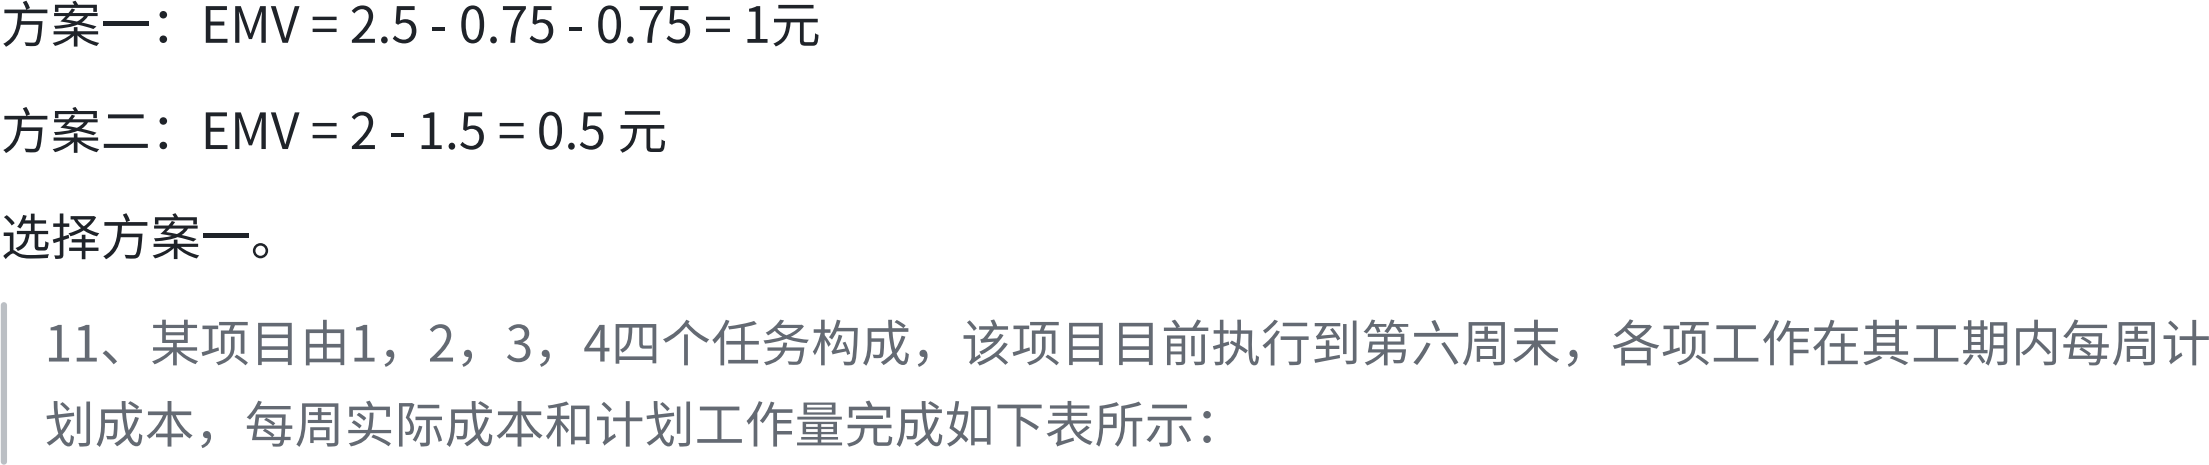 方案一：EMV = 2.5 - 0.75 - 0.75 = 1元
方案二：EMV = 2 - 1.5 = 0.5 元
选择方案一。
11、某项目由1，2，3，4四个任务构成，该项目目前执行到第六周末，各项工作在其工期内每周计
划成本，每周实际成本和计划工作量完成如下表所示：